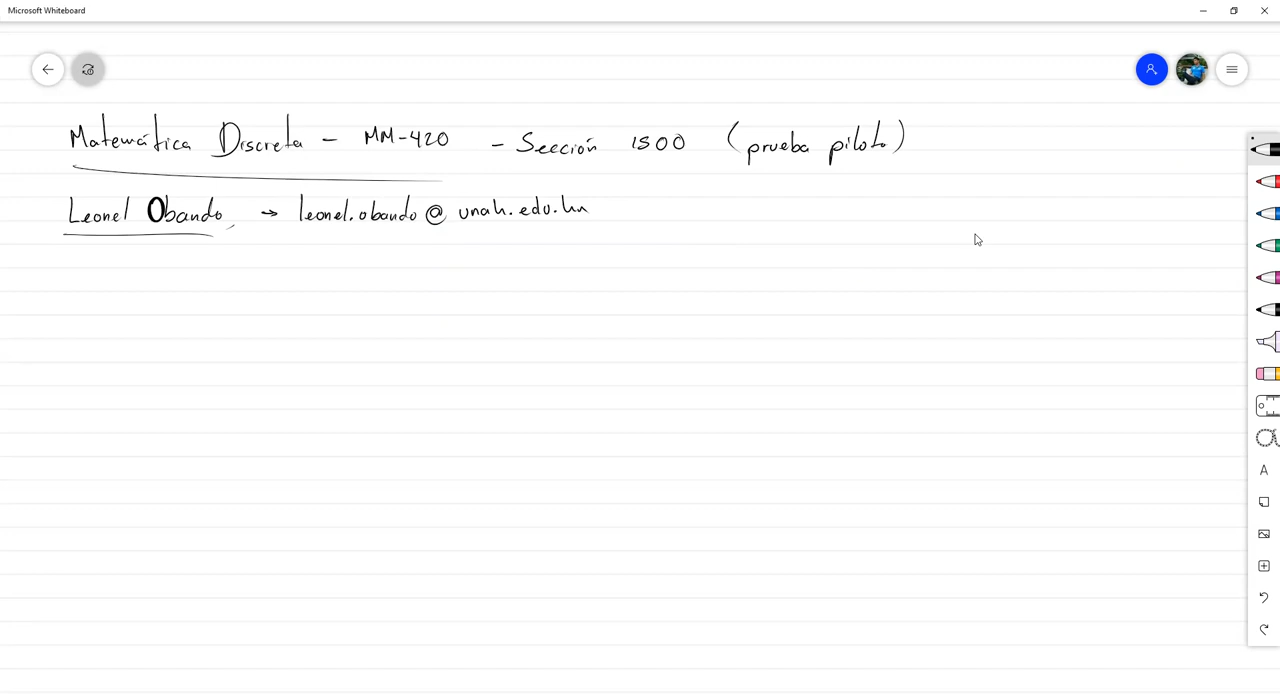 Microsoft Whiteboard
Matemática Discreta - MM-420 - Sección 1500 (prueba piloto)
Leonel Obando → leonel.obando@unah.edu.hn
A